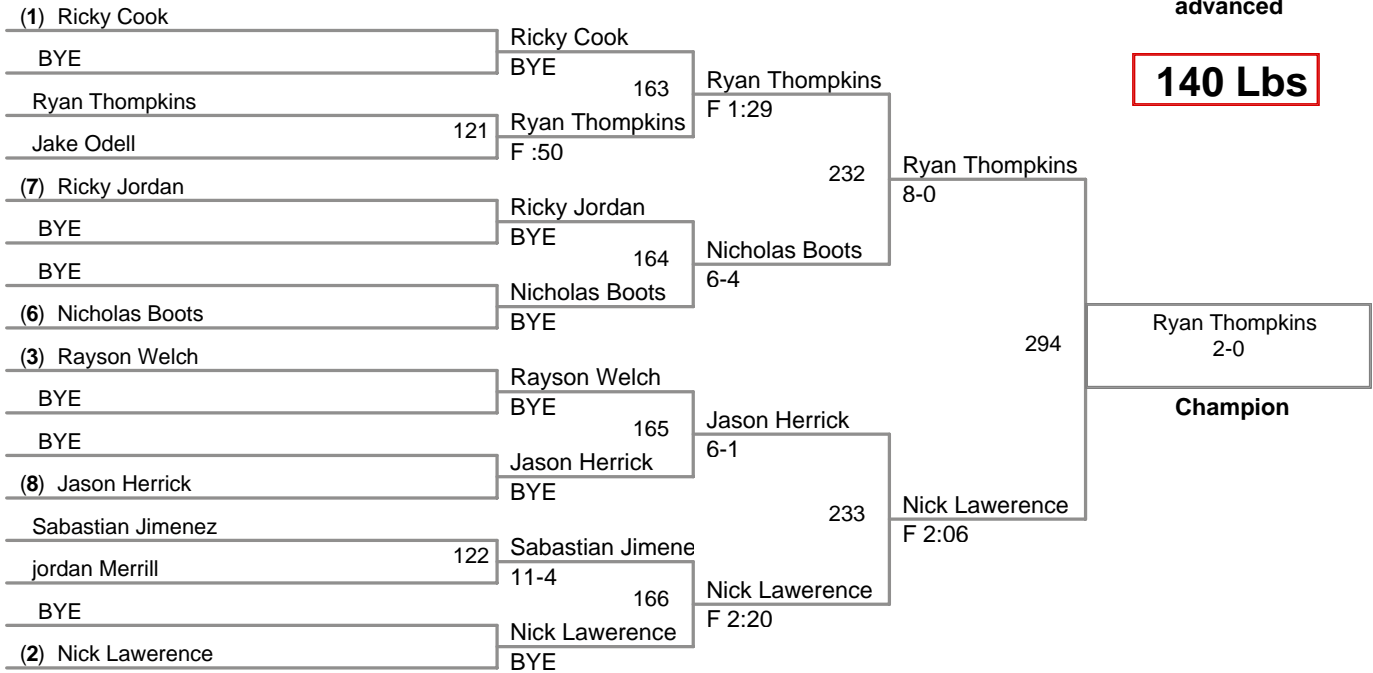 advanced
140 Lbs
(1) Ricky Cook
BYE
Ryan Thompkins
Jake Odell
(7) Ricky Jordan
BYE
BYE
(6) Nicholas Boots
(3) Rayson Welch
BYE
BYE
(8) Jason Herrick
Sabastian Jimenez
jordan Merrill
BYE
(2) Nick Lawerence
121
122
Ricky Cook
BYE
163
Ryan Thompkins
F :50
Ricky Jordan
BYE
164
Nicholas Boots
BYE
Rayson Welch
BYE
165
Jason Herrick
BYE
Sabastian Jimene
11-4
166
Nick Lawerence
BYE
Ryan Thompkins
F 1:29
232
Nicholas Boots
6-4
Jason Herrick
6-1
233
Nick Lawerence
F 2:20
Ryan Thompkins
8-0
294
Nick Lawerence
F 2:06
Ryan Thompkins
2-0
Champion